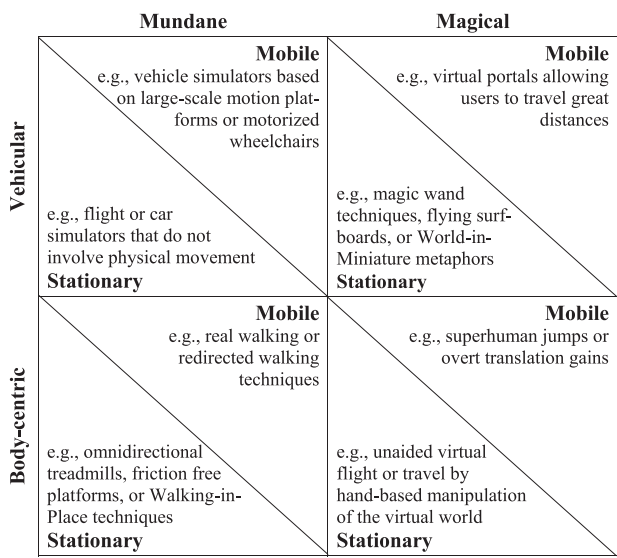 Mundane
Magical
Vehicular
Mobile
e.g., vehicle simulators based
on large-scale motion plat-
forms or motorized
wheelchairs
e.g., flight or car
simulators that do not
involve physical movement
Stationary
Mobile
e.g., virtual portals allowing
users to travel great
distances
e.g., magic wand
techniques, flying surf-
boards, or World-in-
Miniature metaphors
Stationary
Body-centric
Mobile
e.g., real walking or
redirected walking
techniques
e.g., omnidirectional
treadmills, friction free
platforms, or Walking-in-
Place techniques
Stationary
Mobile
e.g., superhuman jumps or
overt translation gains
e.g., unaided virtual
flight or travel by
hand-based manipulation
of the virtual world
Stationary